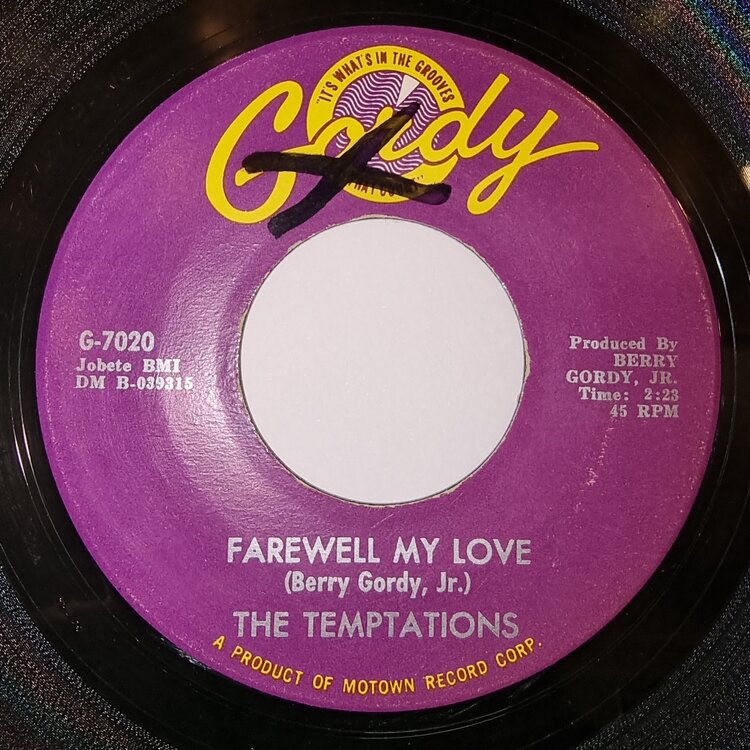 "IT'S WHAT'S IN THE GROOVES
Gordy
G-7020
Jobete BMI
DM B-039315
Produced By
BERRY
GORDY, JR.
Time: 2:23
45 RPM
FAREWELL MY LOVE
(Berry Gordy, Jr.)
THE TEMPTATIONS
A PRODUCT OF MOTOWN RECORD CORP.